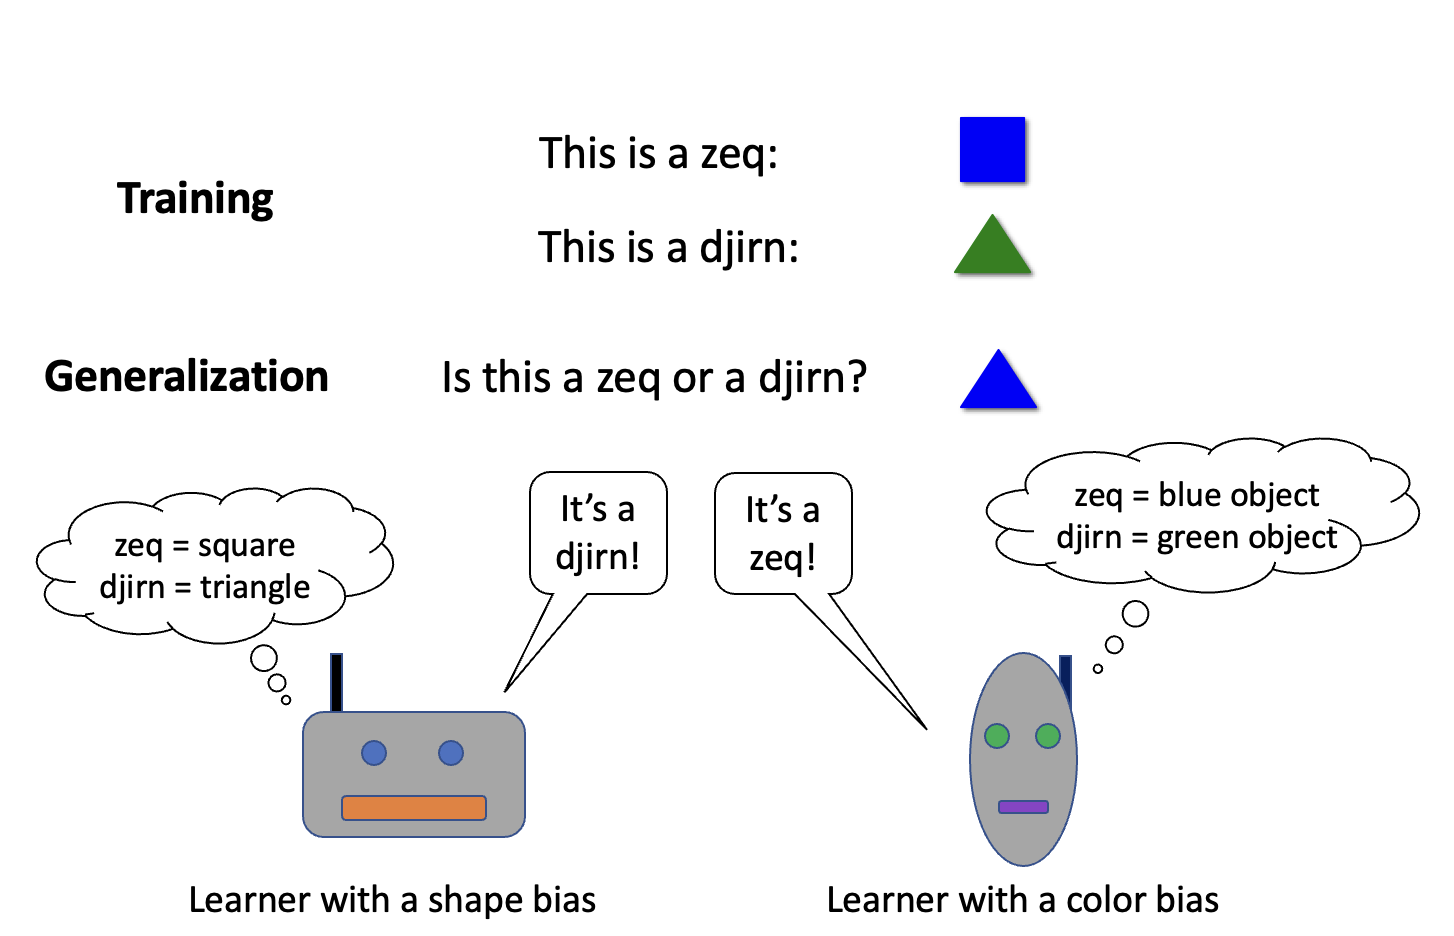 This is a zeq:
Training
This is a djirn:
Generalization
Is this a zeq or a djirn?
zeq = square
djirn = triangle
It’s a
djirn!
It’s a
zeq!
zeq = blue object
djirn = green object
Learner with a shape bias
Learner with a color bias